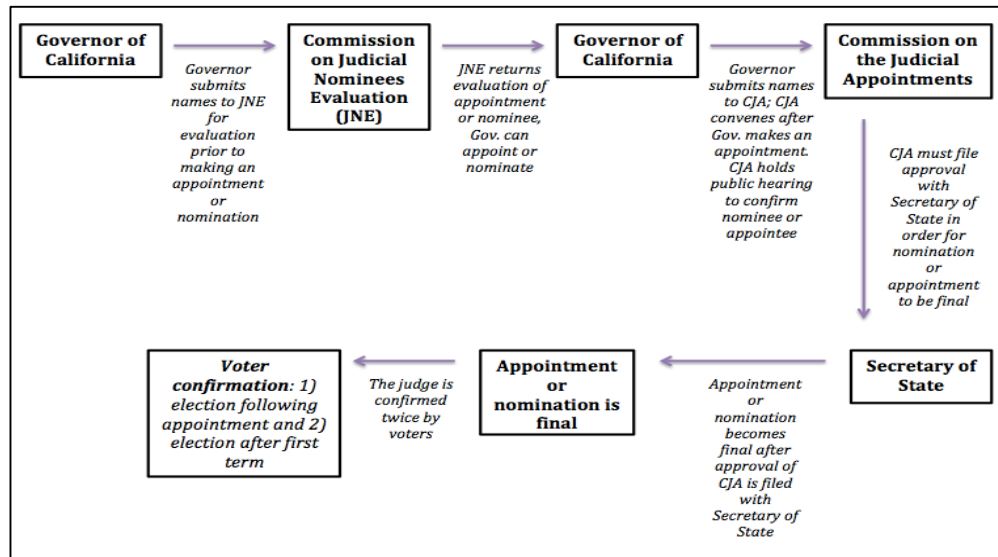 Governor of
California
Governor
submits
names to JNE
for
evaluation
prior to
making an
appointment
or
nomination
Commission
on Judicial
Nominees
Evaluation
(JNE)
JNE returns
evaluation of
appointment
or nominee,
Gov. can
appoint or
nominate
Governor of
California
Governor
submits names
to CJA; CJA
convenes after
Gov. makes an
appointment.
CJA holds
public hearing
to confirm
nominee or
appointee
Commission on
the Judicial
Appointments
CJA must file
approval
with
Secretary of
State in
order for
nomination
or
appointment
to be final
Secretary of
State
Appointment
or
nomination
becomes
final after
approval of
CJA is filed
with
Secretary of
State
Appointment
or
nomination is
final
The judge is
confirmed
twice by
voters
Voter
confirmation: 1)
election following
appointment and 2)
election after first
term